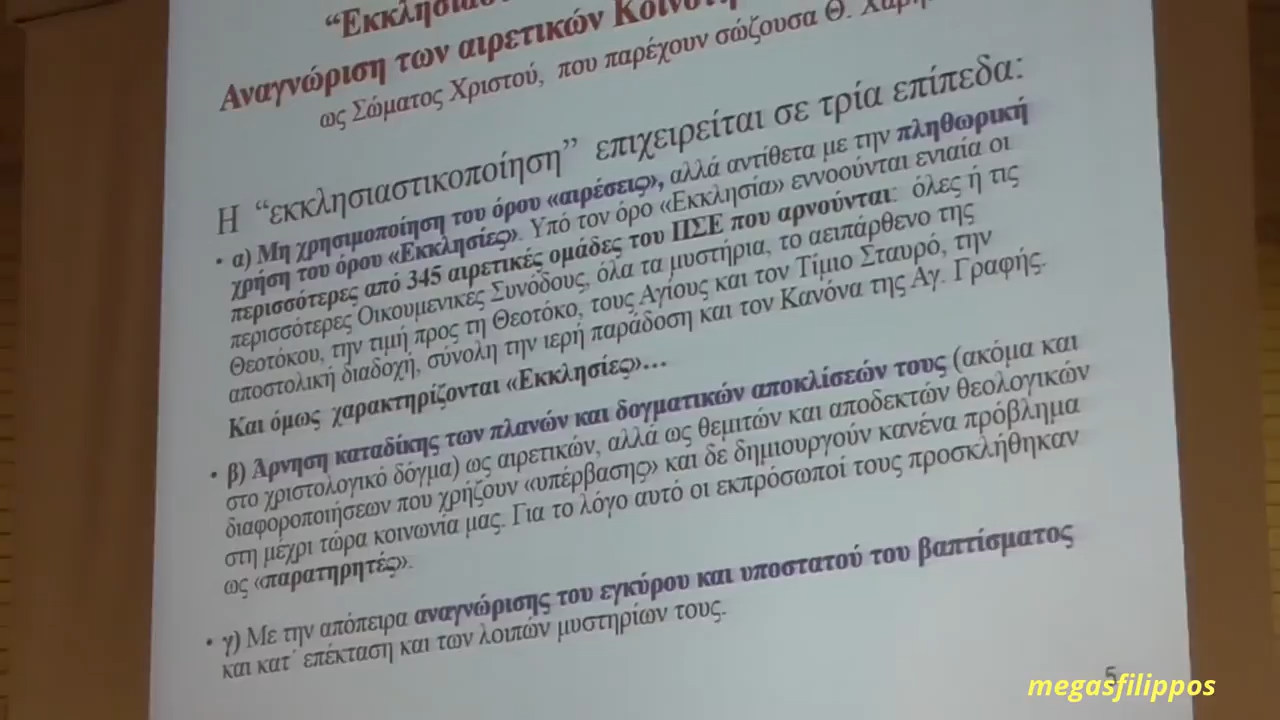 “Εκκλησιασ
Αναγνώριση των αιρετικών Κοινοτή
ως Σώματος Χριστού, που παρέχουν σώζουσα Θ. Χάρη
Η “εκκλησιαστικοποίηση” επιχειρείται σε τρία επίπεδα:
• α) Μη χρησιμοποίηση του όρου «αιρέσεις», αλλά αντίθετα με την πληθωρική
χρήση του όρου «Εκκλησίες». Υπό τον όρο «Εκκλησία» εννοούνται ενιαία οι
περισσότερες από 345 αιρετικές ομάδες του ΠΣΕ που αρνούνται: όλες ή τις
περισσότερες Οικουμενικές Συνόδους, όλα τα μυστήρια, το αειπάρθενο της
Θεοτόκου, την τιμή προς τη Θεοτόκο, τους Αγίους και τον Τίμιο Σταυρό, την
αποστολική διαδοχή, σύνολη την ιερή παράδοση και τον Κανόνα της Αγ. Γραφής.
Και όμως χαρακτηρίζονται «Εκκλησίες»...
• β) Άρνηση καταδίκης των πλανών και δογματικών αποκλίσεών τους (ακόμα και
στο χριστολογικό δόγμα) ως αιρετικών, αλλά ως θεμιτών και αποδεκτών θεολογικών
διαφοροποιήσεων που χρήζουν «υπέρβασης» και δε δημιουργούν κανένα πρόβλημα
στη μέχρι τώρα κοινωνία μας. Για το λόγο αυτό οι εκπρόσωποί τους προσκλήθηκαν
ως «παρατηρητές».
• γ) Με την απόπειρα αναγνώρισης του εγκύρου και υποστατού του βαπτίσματος
και κατ΄ επέκταση και των λοιπών μυστηρίων τους.
5
megasfilippos